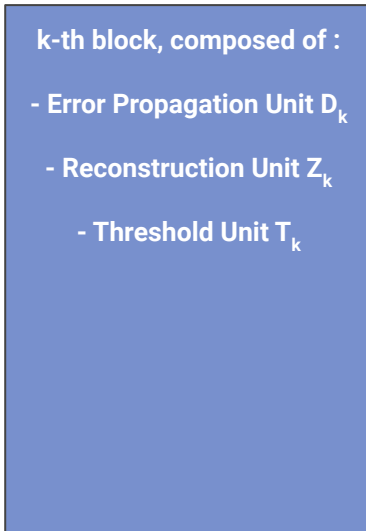 k-th block, composed of :
- Error Propagation Unit Dk
- Reconstruction Unit Zk
- Threshold Unit Tk